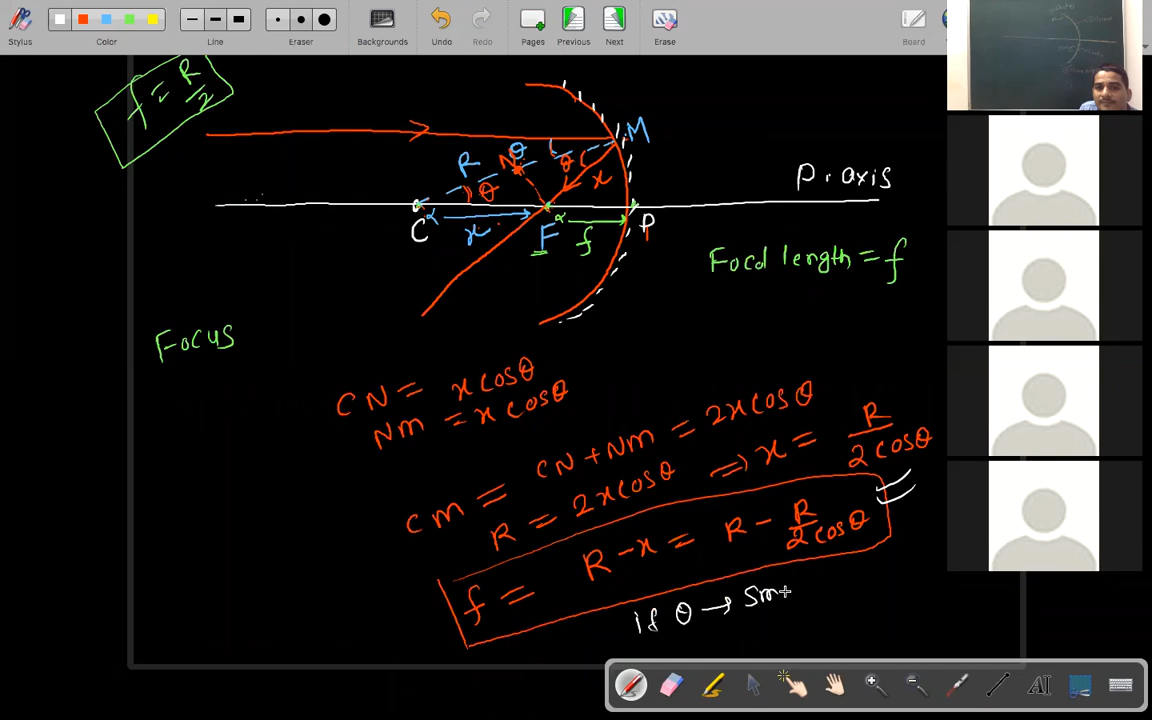 Stylus
Color
Line
Eraser
Backgrounds
Undo
Redo
Pages
Previous
Next
Erase
Board
f = R/2
M
R
θ
N
θ
x
θ
P.axis
C
α
x
F
α
f
P
Focal length = f
Focus
CN = x cosθ
Nm = x cosθ
cm = CN + Nm = 2x cosθ
R = 2x cosθ ⇒ x = R/2cosθ
f = R - x = R - R/2cosθ
if θ → sm
AI